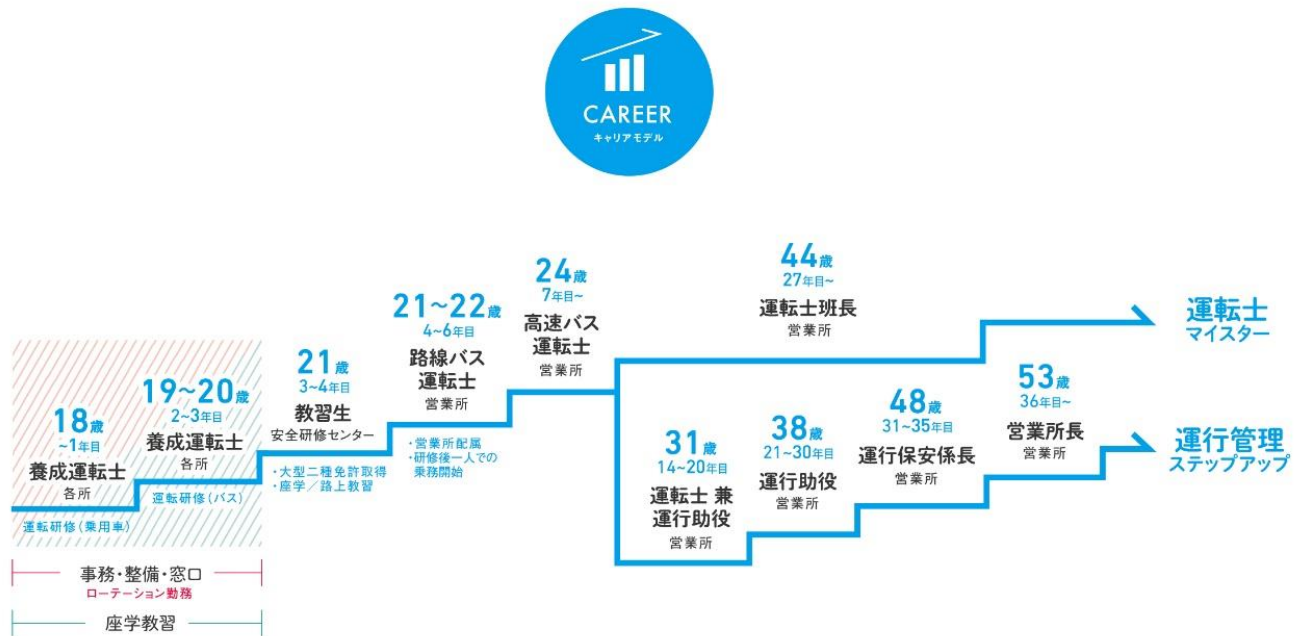 CAREER
キャリアモデル
18歳
~1年目
養成運転士
各所
運転研修(乗用車)
19~20歳
2~3年目
養成運転士
各所
運転研修(バス)
事務・整備・窓口
ローテーション勤務
座学教習
21歳
3~4年目
教習生
安全研修センター
・大型二種免許取得
・座学/路上教習
21~22歳
4~6年目
路線バス
運転士
営業所
・営業所配属
・研修後一人での
乗務開始
24歳
7年目~
高速バス
運転士
営業所
44歳
27年目~
運転士班長
営業所
運転士
マイスター
31歳
14~20年目
運転士 兼
運行助役
営業所
38歳
21~30年目
運行助役
営業所
48歳
31~35年目
運行保安係長
営業所
53歳
36年目~
営業所長
営業所
運行管理
ステップアップ